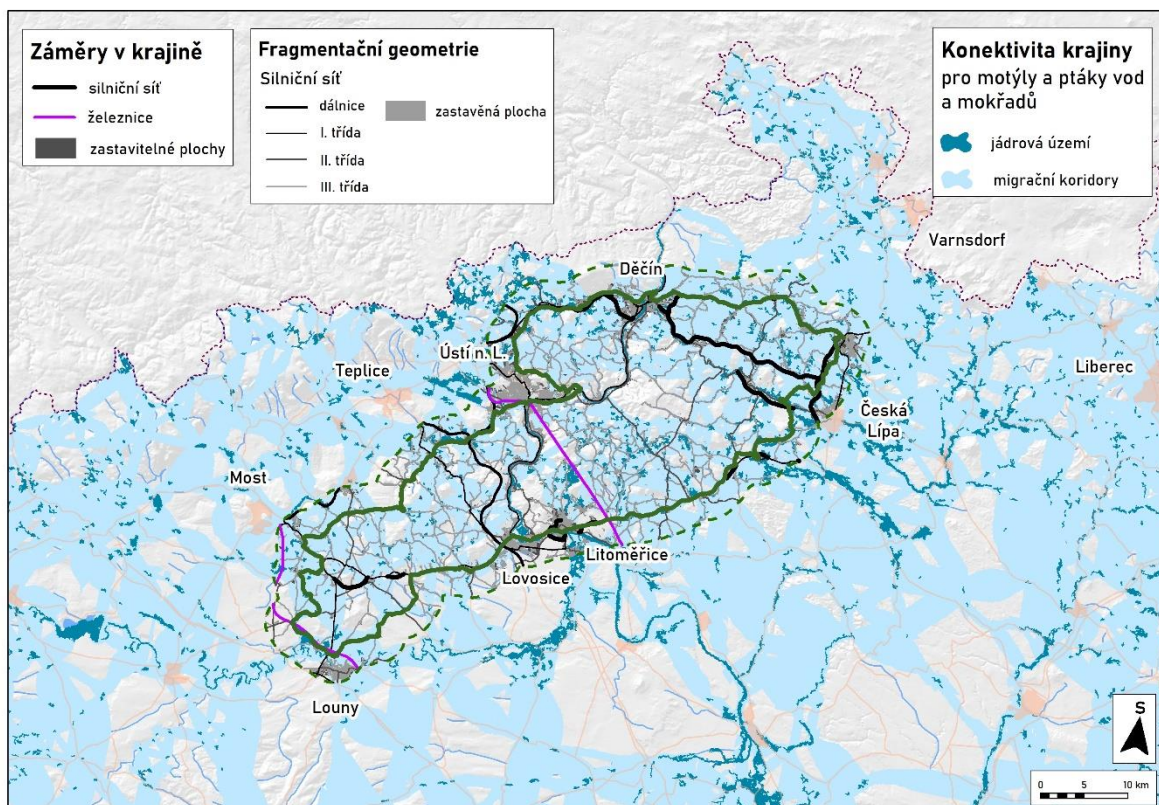 Záměry v krajině
silniční síť
železnice
zastavitelné plochy
Fragmentační geometrie
Silniční síť
dálnice
I. třída
II. třída
III. třída
zastavěná plocha
Konektivita krajiny
pro motýly a ptáky vod
a mokřadů
jádrová území
migrační koridory
Varnsdorf
Děčín
Ústí n. L.
Teplice
Liberec
Česká
Lípa
Most
Litoměřice
Lovosice
Louny
S
0 5 10 km